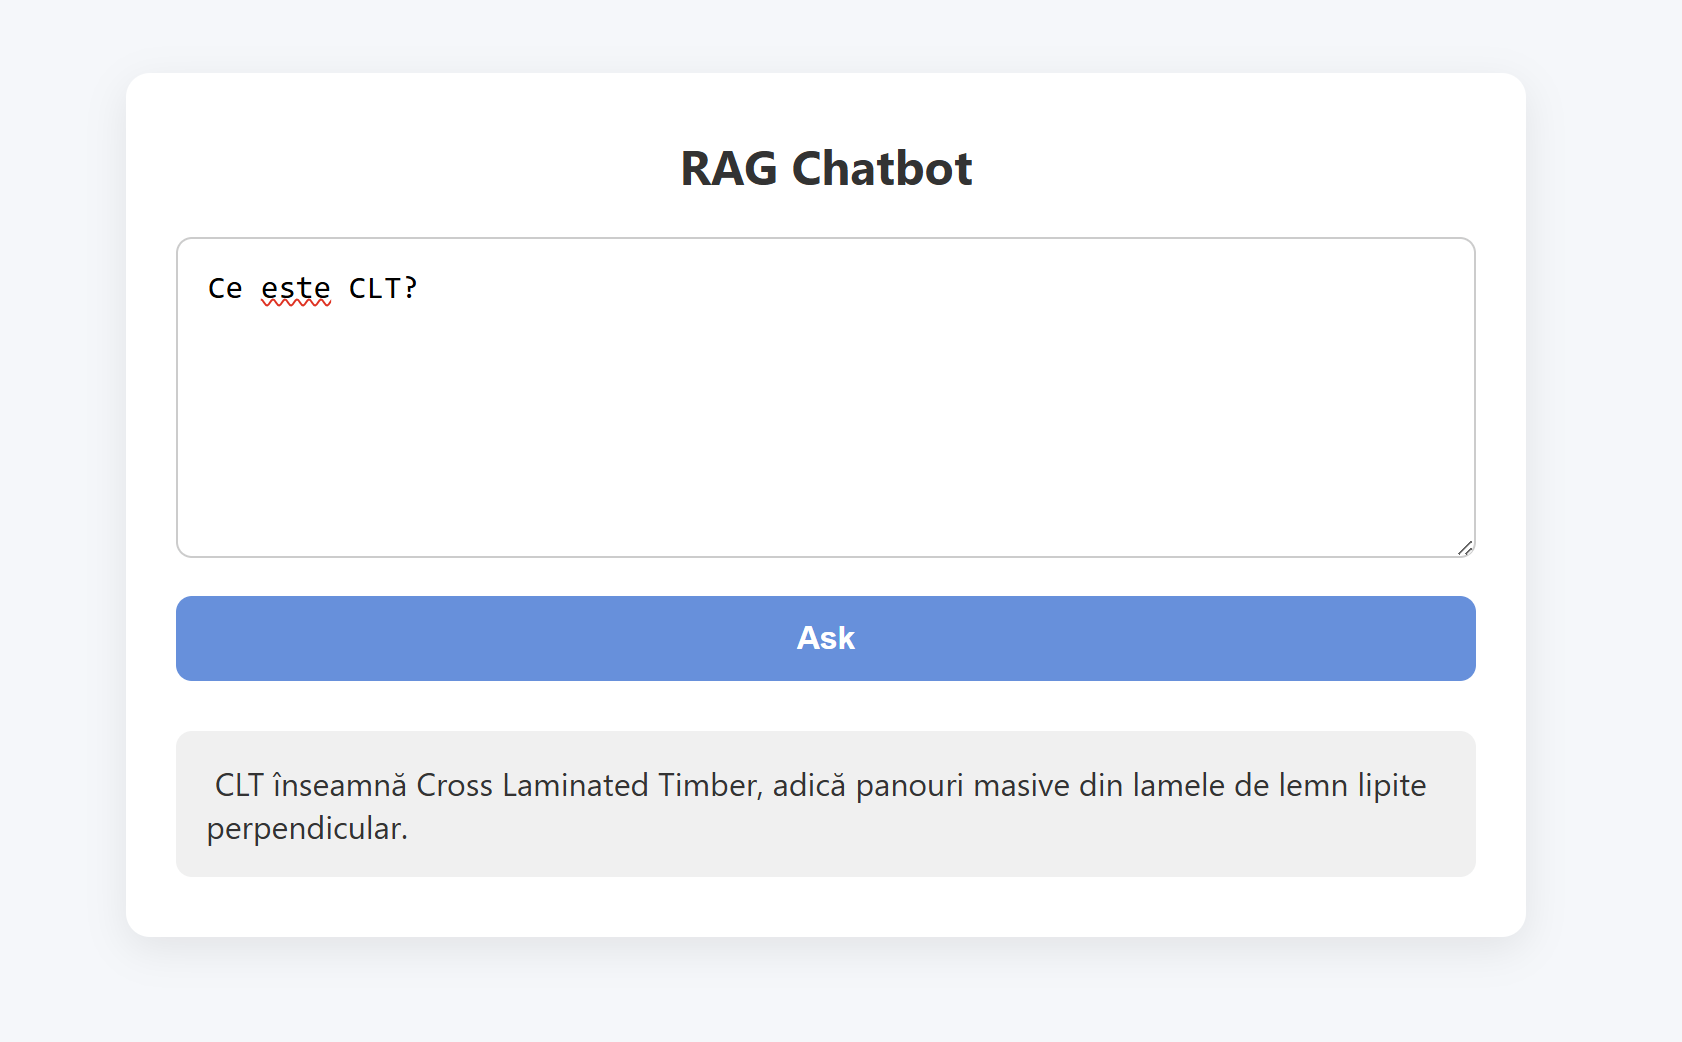 RAG Chatbot
Ce este CLT?
Ask
CLT înseamnă Cross Laminated Timber, adică panouri masive din lamele de lemn lipite
perpendicular.